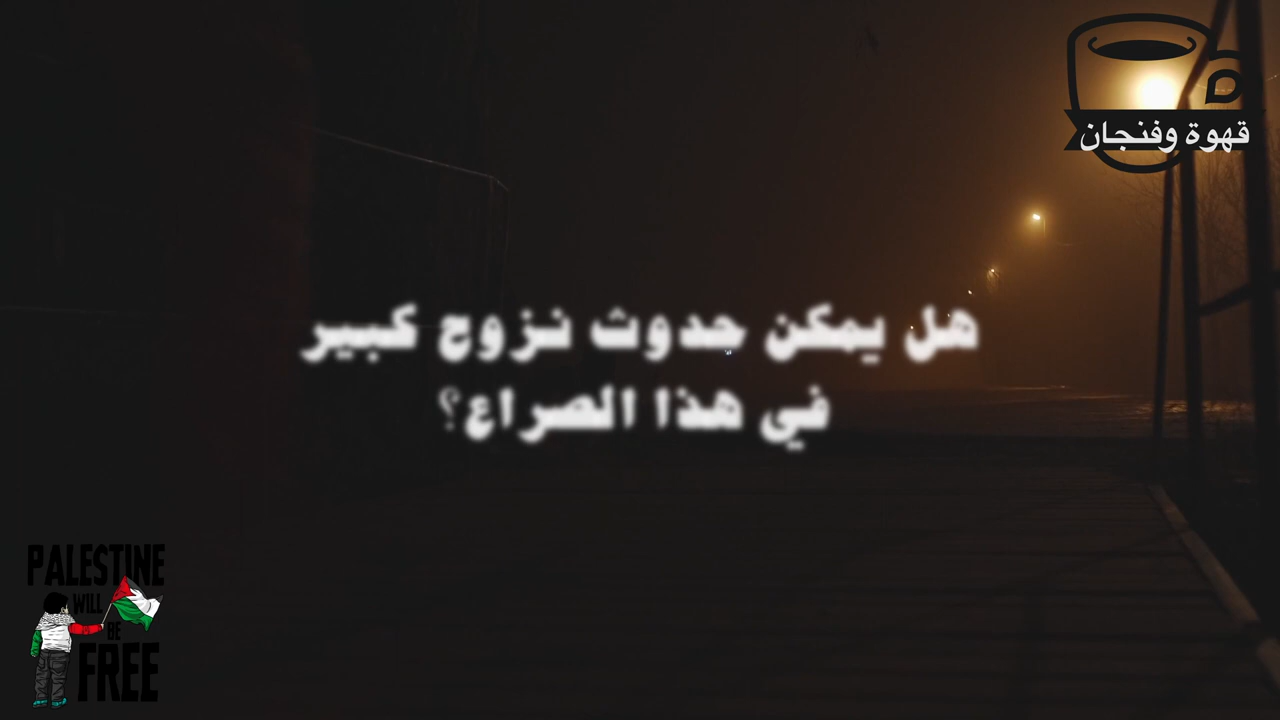 قهوة وفنجان
هل يمكن حدوث نزوح كبير
في هذا الصراع؟
PALESTINE
WILL
BE
FREE